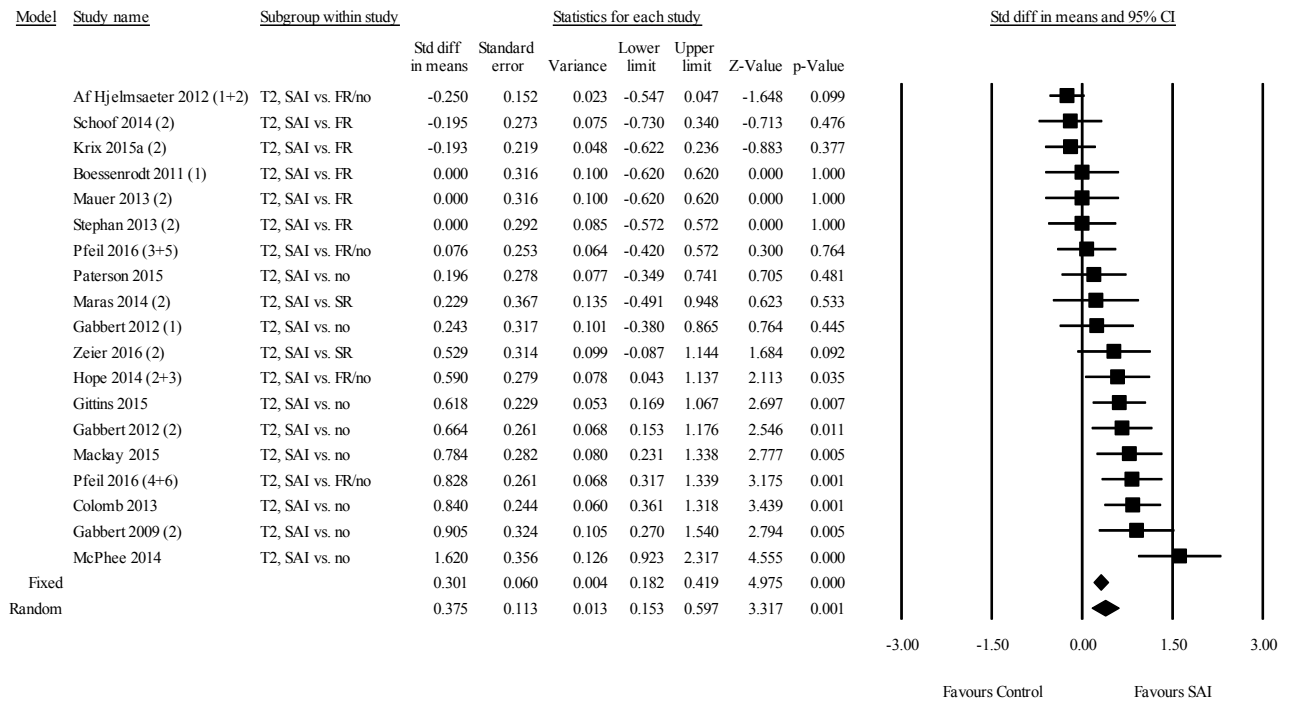 Model Study name Subgroup within study Statistics for each study Std diff in means and 95% CI
Std diff Standard Lower Upper
in means error Variance limit limit Z-Value p-Value
Af Hjelmsaeter 2012 (1+2) T2, SAI vs. FR/no -0.250 0.152 0.023 -0.547 0.047 -1.648 0.099
Schoof 2014 (2) T2, SAI vs. FR -0.195 0.273 0.075 -0.730 0.340 -0.713 0.476
Krix 2015a (2) T2, SAI vs. FR -0.193 0.219 0.048 -0.622 0.236 -0.883 0.377
Boessenrodt 2011 (1) T2, SAI vs. FR 0.000 0.316 0.100 -0.620 0.620 0.000 1.000
Mauer 2013 (2) T2, SAI vs. FR 0.000 0.316 0.100 -0.620 0.620 0.000 1.000
Stephan 2013 (2) T2, SAI vs. FR 0.000 0.292 0.085 -0.572 0.572 0.000 1.000
Pfeil 2016 (3+5) T2, SAI vs. FR/no 0.076 0.253 0.064 -0.420 0.572 0.300 0.764
Paterson 2015 T2, SAI vs. no 0.196 0.278 0.077 -0.349 0.741 0.705 0.481
Maras 2014 (2) T2, SAI vs. SR 0.229 0.367 0.135 -0.491 0.948 0.623 0.533
Gabbert 2012 (1) T2, SAI vs. no 0.243 0.317 0.101 -0.380 0.865 0.764 0.445
Zeier 2016 (2) T2, SAI vs. SR 0.529 0.314 0.099 -0.087 1.144 1.684 0.092
Hope 2014 (2+3) T2, SAI vs. FR/no 0.590 0.279 0.078 0.043 1.137 2.113 0.035
Gittins 2015 T2, SAI vs. no 0.618 0.229 0.053 0.169 1.067 2.697 0.007
Gabbert 2012 (2) T2, SAI vs. no 0.664 0.261 0.068 0.153 1.176 2.546 0.011
Mackay 2015 T2, SAI vs. no 0.784 0.282 0.080 0.231 1.338 2.777 0.005
Pfeil 2016 (4+6) T2, SAI vs. FR/no 0.828 0.261 0.068 0.317 1.339 3.175 0.001
Colomb 2013 T2, SAI vs. no 0.840 0.244 0.060 0.361 1.318 3.439 0.001
Gabbert 2009 (2) T2, SAI vs. no 0.905 0.324 0.105 0.270 1.540 2.794 0.005
McPhee 2014 T2, SAI vs. no 1.620 0.356 0.126 0.923 2.317 4.555 0.000
Fixed 0.301 0.060 0.004 0.182 0.419 4.975 0.000
Random 0.375 0.113 0.013 0.153 0.597 3.317 0.001
-3.00 -1.50 0.00 1.50 3.00
Favours Control Favours SAI